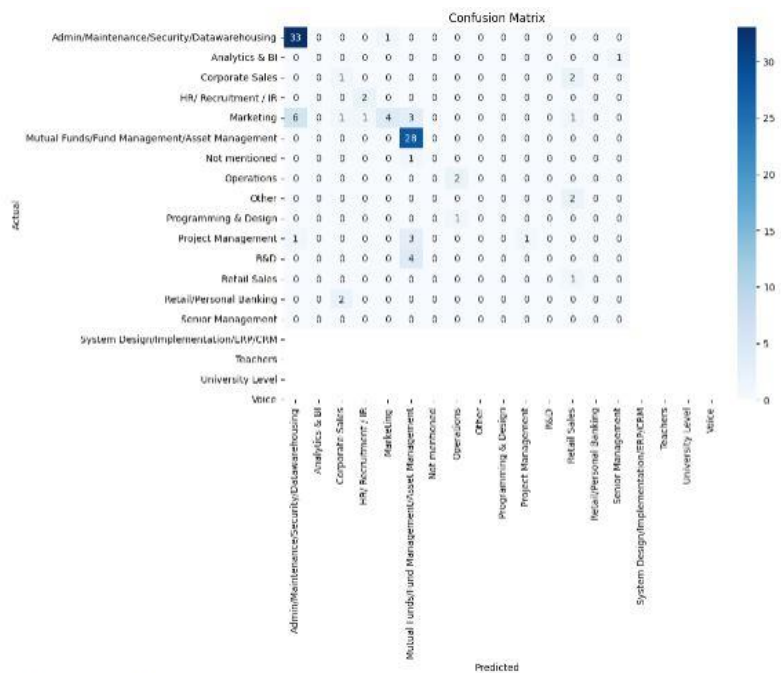 Confusion Matrix
Admin/Maintenance/Security/Datawarehousing 33 0 0 0 1 0 0 0 0 0 0 0 0 0 0
Analytics & BI 0 0 0 0 0 0 0 0 0 0 0 0 0 0 1
Corporate Sales 0 0 1 0 0 0 0 0 0 0 0 0 2 0 0
HR/ Recruitment / IR 0 0 0 2 0 0 0 0 0 0 0 0 0 0 0
Marketing 6 0 1 1 4 3 0 0 0 0 0 0 1 0 0
Mutual Funds/Fund Management/Asset Management 0 0 0 0 0 28 0 0 0 0 0 0 0 0 0
Not mentioned 0 0 0 0 0 1 0 0 0 0 0 0 0 0 0
Operations 0 0 0 0 0 0 0 2 0 0 0 0 0 0 0
Other 0 0 0 0 0 0 0 0 0 0 0 0 2 0 0
Programming & Design 0 0 0 0 0 0 0 1 0 0 0 0 0 0 0
Project Management 1 0 0 0 0 3 0 0 0 0 1 0 0 0 0
R&D 0 0 0 0 0 4 0 0 0 0 0 0 0 0 0
Retail Sales 0 0 0 0 0 0 0 0 0 0 0 0 1 0 0
Retail/Personal Banking 0 0 2 0 0 0 0 0 0 0 0 0 0 0 0
Senior Management 0 0 0 0 0 0 0 0 0 0 0 0 0 0 0
System Design/Implementation/ERP/CRM
Teachers
University Level
Voice
Actual
Admin/Maintenance/Security/Datawarehousing
Analytics & BI
Corporate Sales
HR/ Recruitment / IR
Marketing
Mutual Funds/Fund Management/Asset Management
Not mentioned
Operations
Other
Programming & Design
Project Management
R&D
Retail Sales
Retail/Personal Banking
Senior Management
System Design/Implementation/ERP/CRM
Teachers
University Level
Voice
Predicted
30
25
20
15
10
5
0